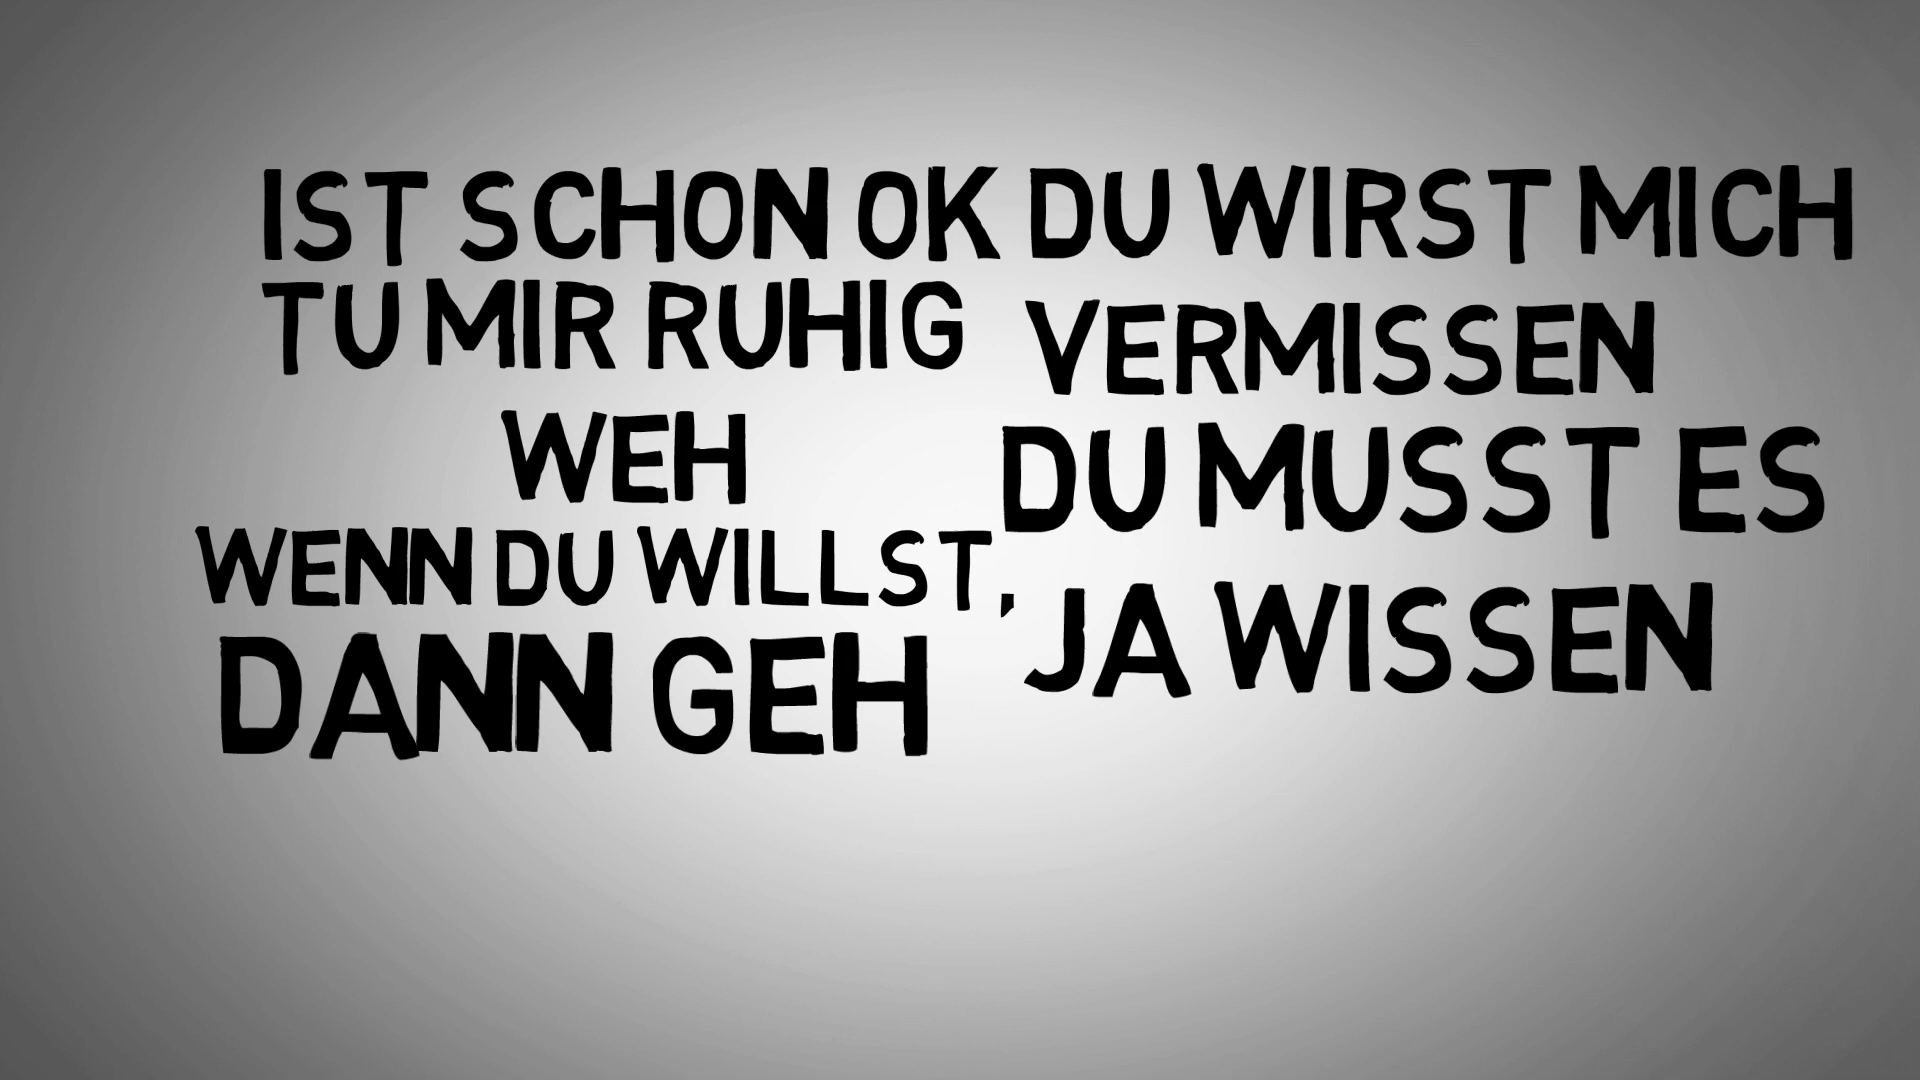 IST SCHON OK
TU MIR RUHIG
WEH
WENN DU WILLST,
DANN GEH
DU WIRST MICH
VERMISSEN
DU MUSST ES
JA WISSEN